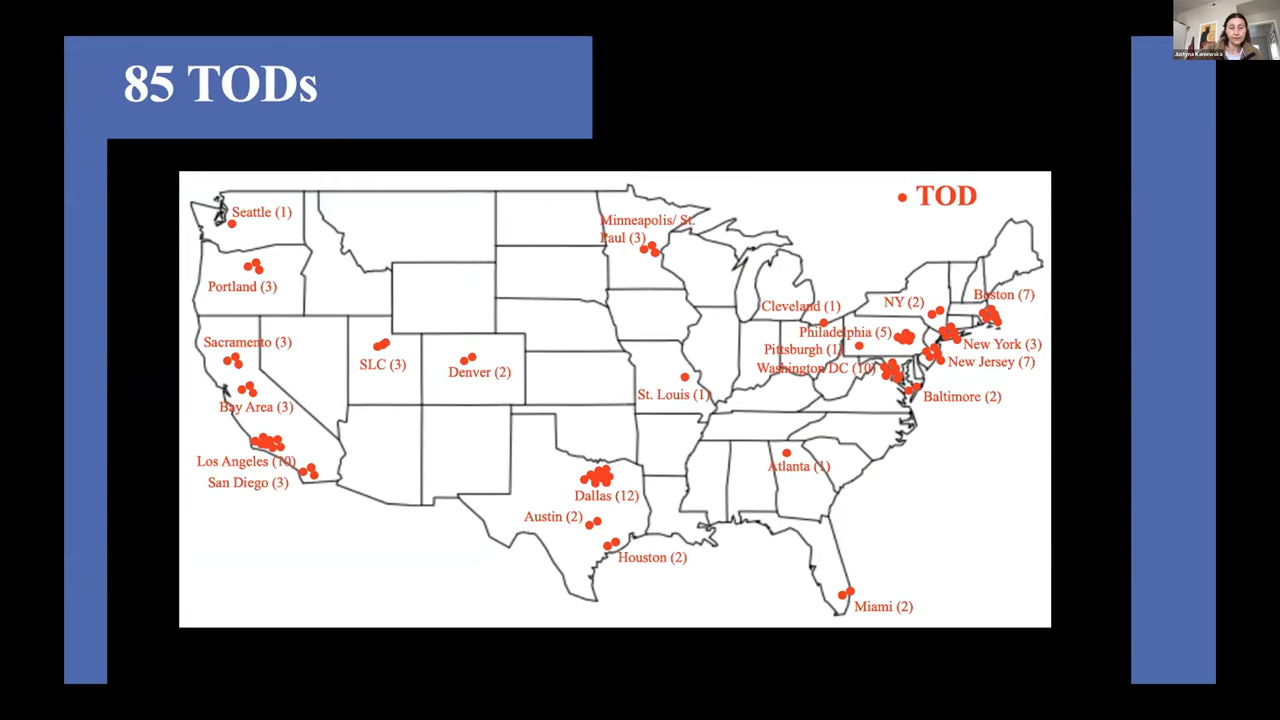 Justyna Kaniewska
85 TODs
TOD
Seattle (1)
Minneapolis/ St.
Paul (3)
Portland (3)
Boston (7)
Cleveland (1)
NY (2)
Philadelphia (5)
Sacramento (3)
New York (3)
Pittsburgh (1)
SLC (3)
Denver (2)
New Jersey (7)
Washington DC (10)
St. Louis (1)
Baltimore (2)
Bay Area (3)
Los Angeles (10)
Atlanta (1)
San Diego (3)
Dallas (12)
Austin (2)
Houston (2)
Miami (2)